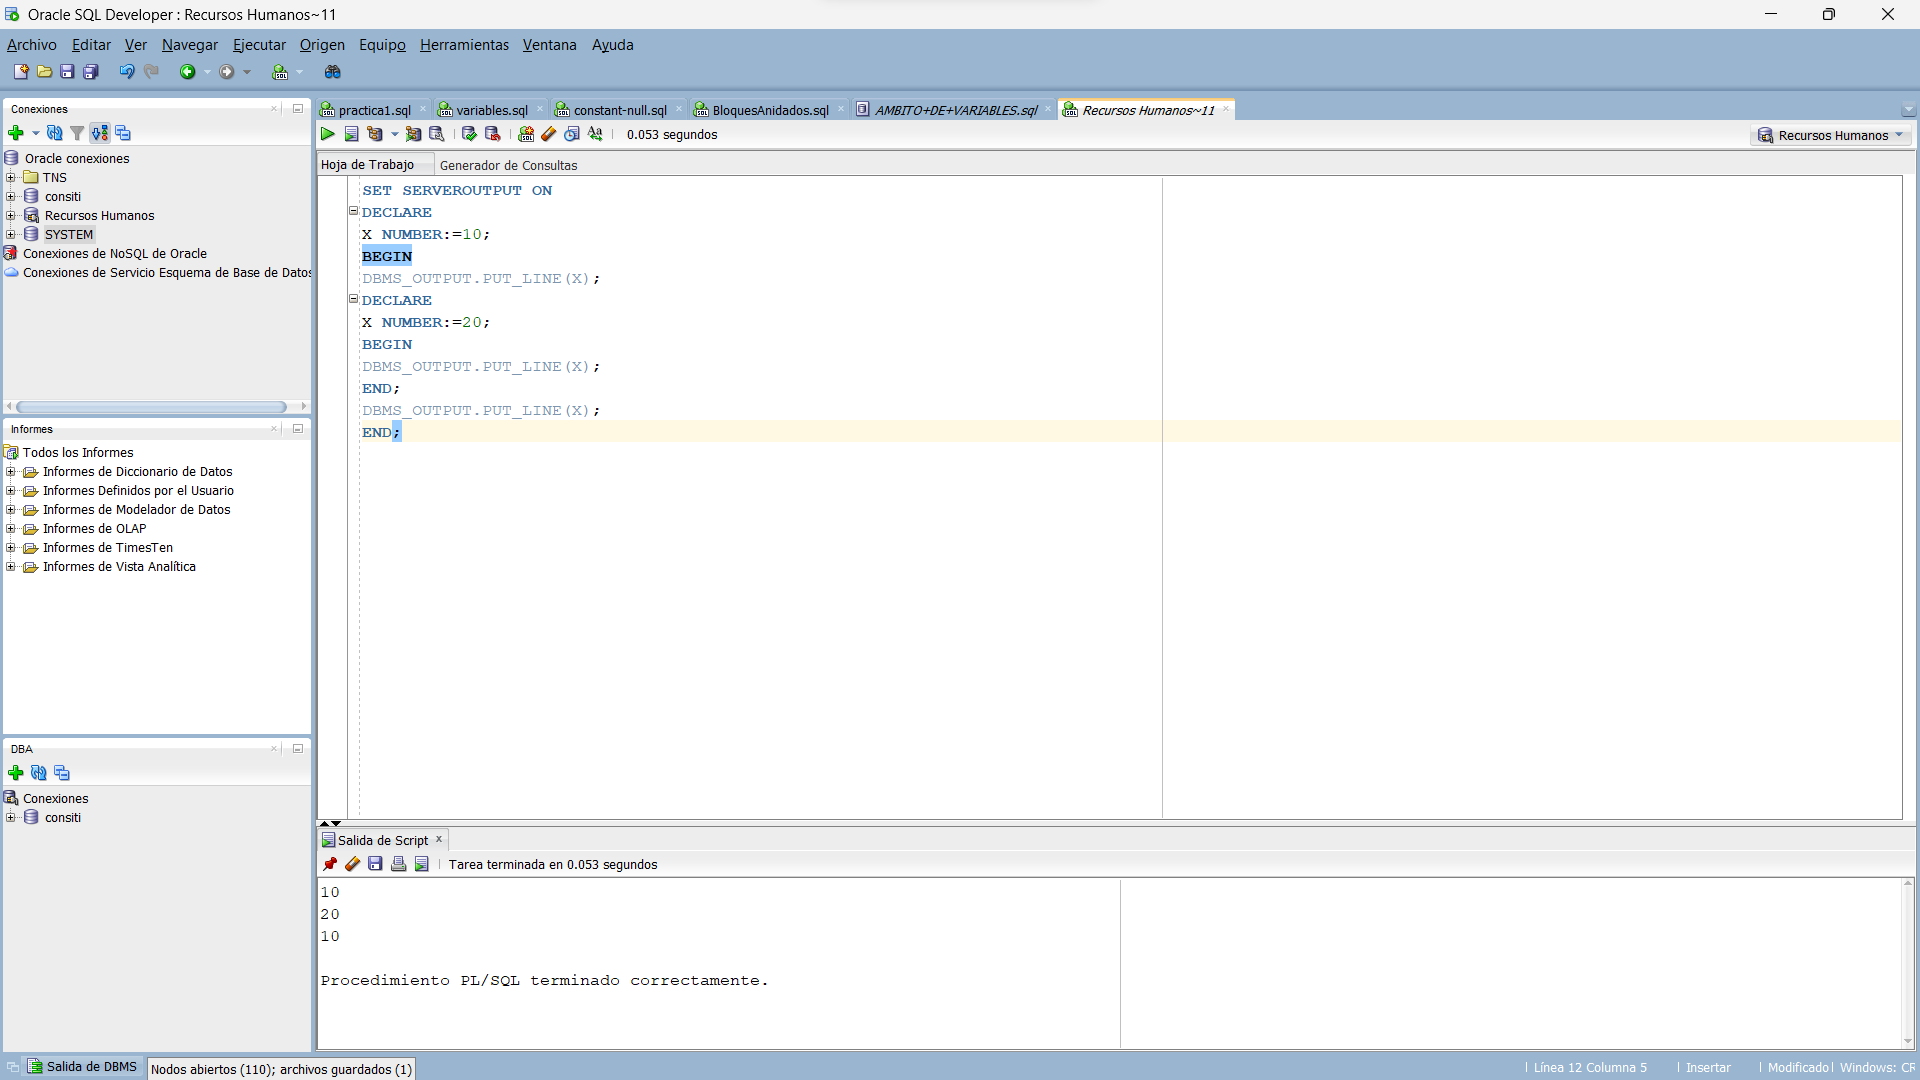 Oracle SQL Developer : Recursos Humanos~11
Archivo Editar Ver Navegar Ejecutar Origen Equipo Herramientas Ventana Ayuda
Conexiones
Oracle conexiones
TNS
consiti
Recursos Humanos
SYSTEM
Conexiones de NoSQL de Oracle
Conexiones de Servicio Esquema de Base de Datos
Informes
Todos los Informes
Informes de Diccionario de Datos
Informes Definidos por el Usuario
Informes de Modelador de Datos
Informes de OLAP
Informes de TimesTen
Informes de Vista Analítica
DBA
Conexiones
consiti
practica1.sql variables.sql constant-null.sql BloquesAnidados.sql AMBITO+DE+VARIABLES.sql Recursos Humanos~11
0.053 segundos
Recursos Humanos
Hoja de Trabajo Generador de Consultas
SET SERVEROUTPUT ON
DECLARE
X NUMBER:=10;
BEGIN
DBMS_OUTPUT.PUT_LINE(X);
DECLARE
X NUMBER:=20;
BEGIN
DBMS_OUTPUT.PUT_LINE(X);
END;
DBMS_OUTPUT.PUT_LINE(X);
END;
Salida de Script
Tarea terminada en 0.053 segundos
10
20
10
Procedimiento PL/SQL terminado correctamente.
Salida de DBMS
Nodos abiertos (110); archivos guardados (1)
Línea 12 Columna 5
Insertar
Modificado
Windows: CR